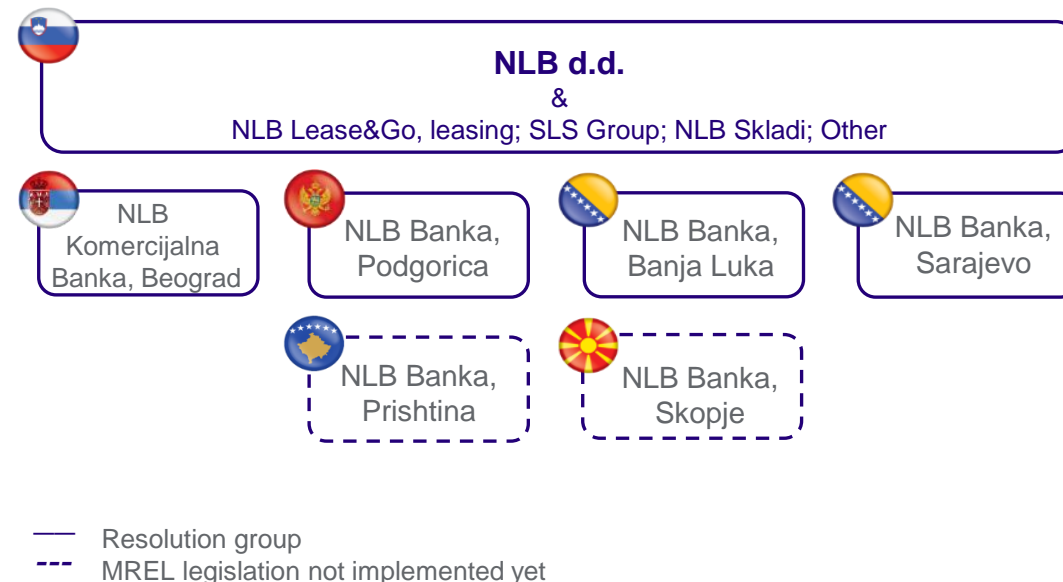 NLB d.d.
&
NLB Lease&Go, leasing; SLS Group; NLB Skladi; Other
NLB
Komercijalna
Banka, Beograd
NLB Banka,
Podgorica
NLB Banka,
Banja Luka
NLB Banka,
Sarajevo
NLB Banka,
Prishtina
NLB Banka,
Skopje
Resolution group
MREL legislation not implemented yet